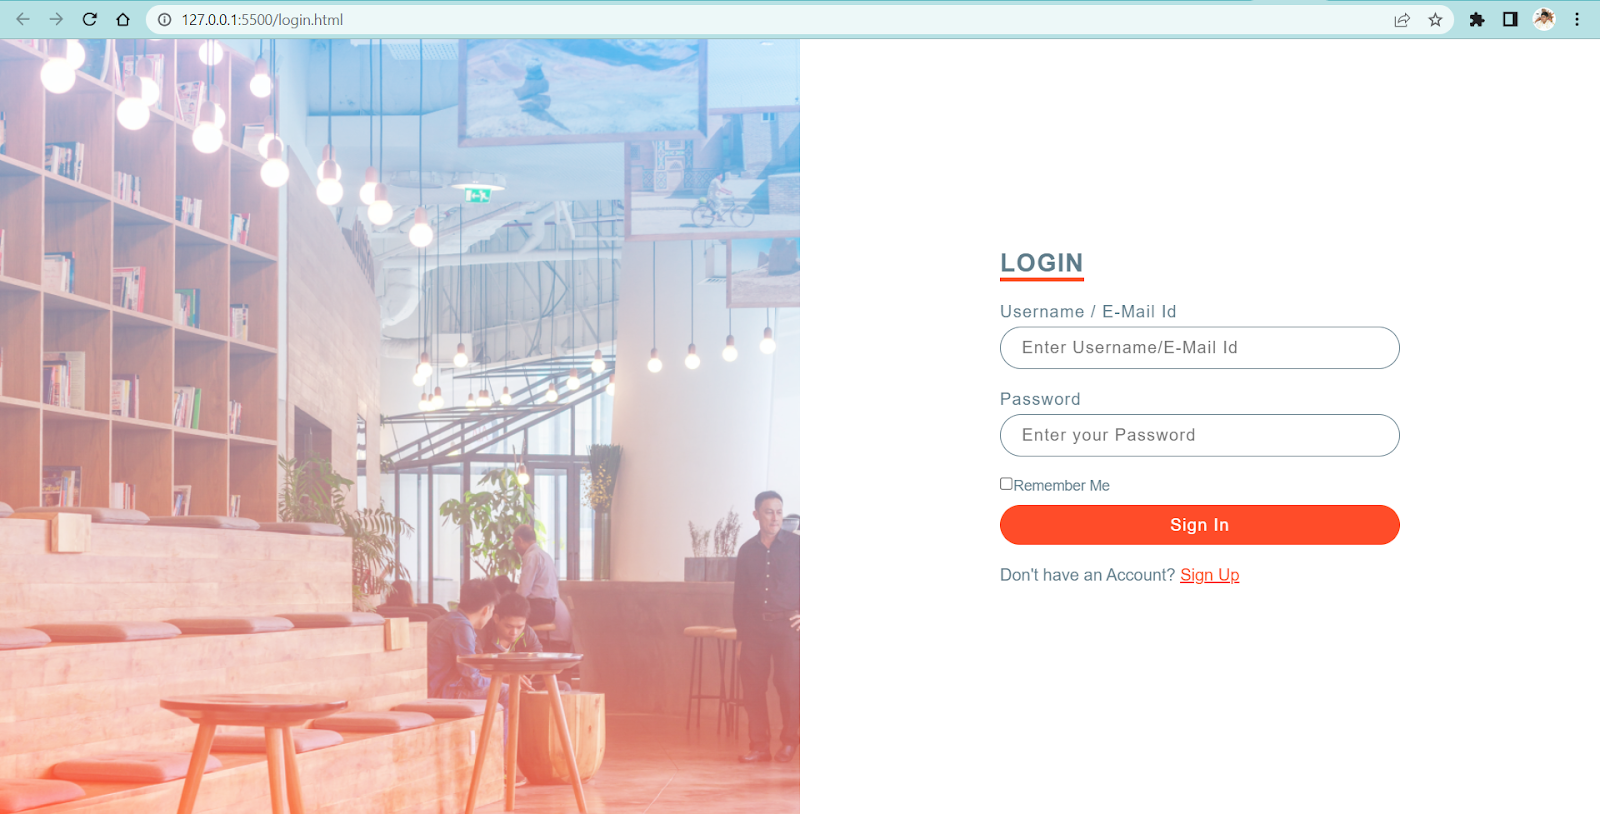 127.0.0.1:5500/login.html
LOGIN
Username / E-Mail Id
Enter Username/E-Mail Id
Password
Enter your Password
Remember Me
Sign In
Don't have an Account? Sign Up